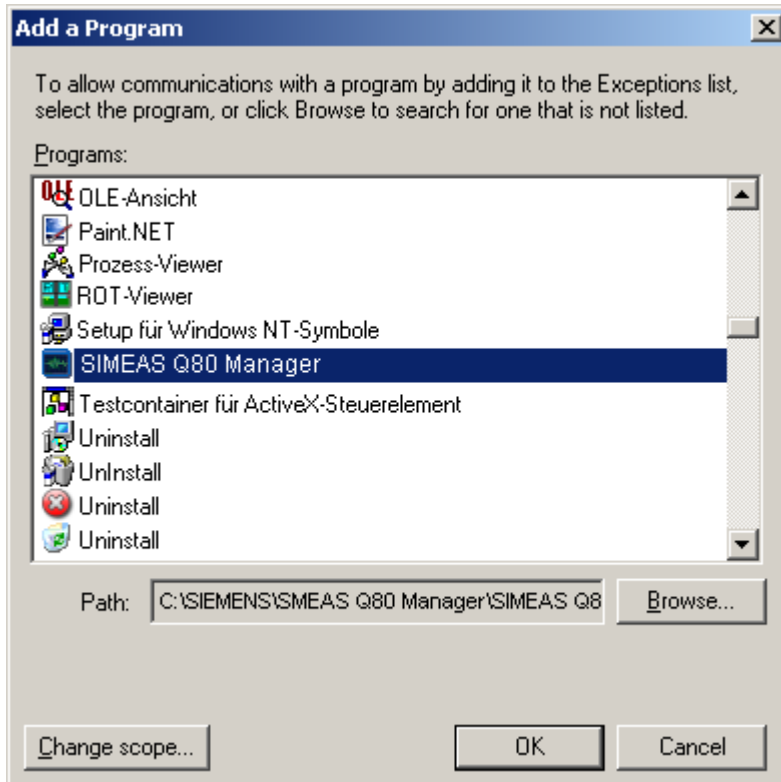 Add a Program
To allow communications with a program by adding it to the Exceptions list,
select the program, or click Browse to search for one that is not listed.
Programs:
OLE-Ansicht
Paint.NET
Prozess-Viewer
ROT-Viewer
Setup für Windows NT-Symbole
SIMEAS Q80 Manager
Testcontainer für ActiveX-Steuerelement
Uninstall
UnInstall
Uninstall
Uninstall
Path: C:\SIEMENS\SMEAS Q80 Manager\SIMEAS Q8 Browse...
Change scope... OK Cancel